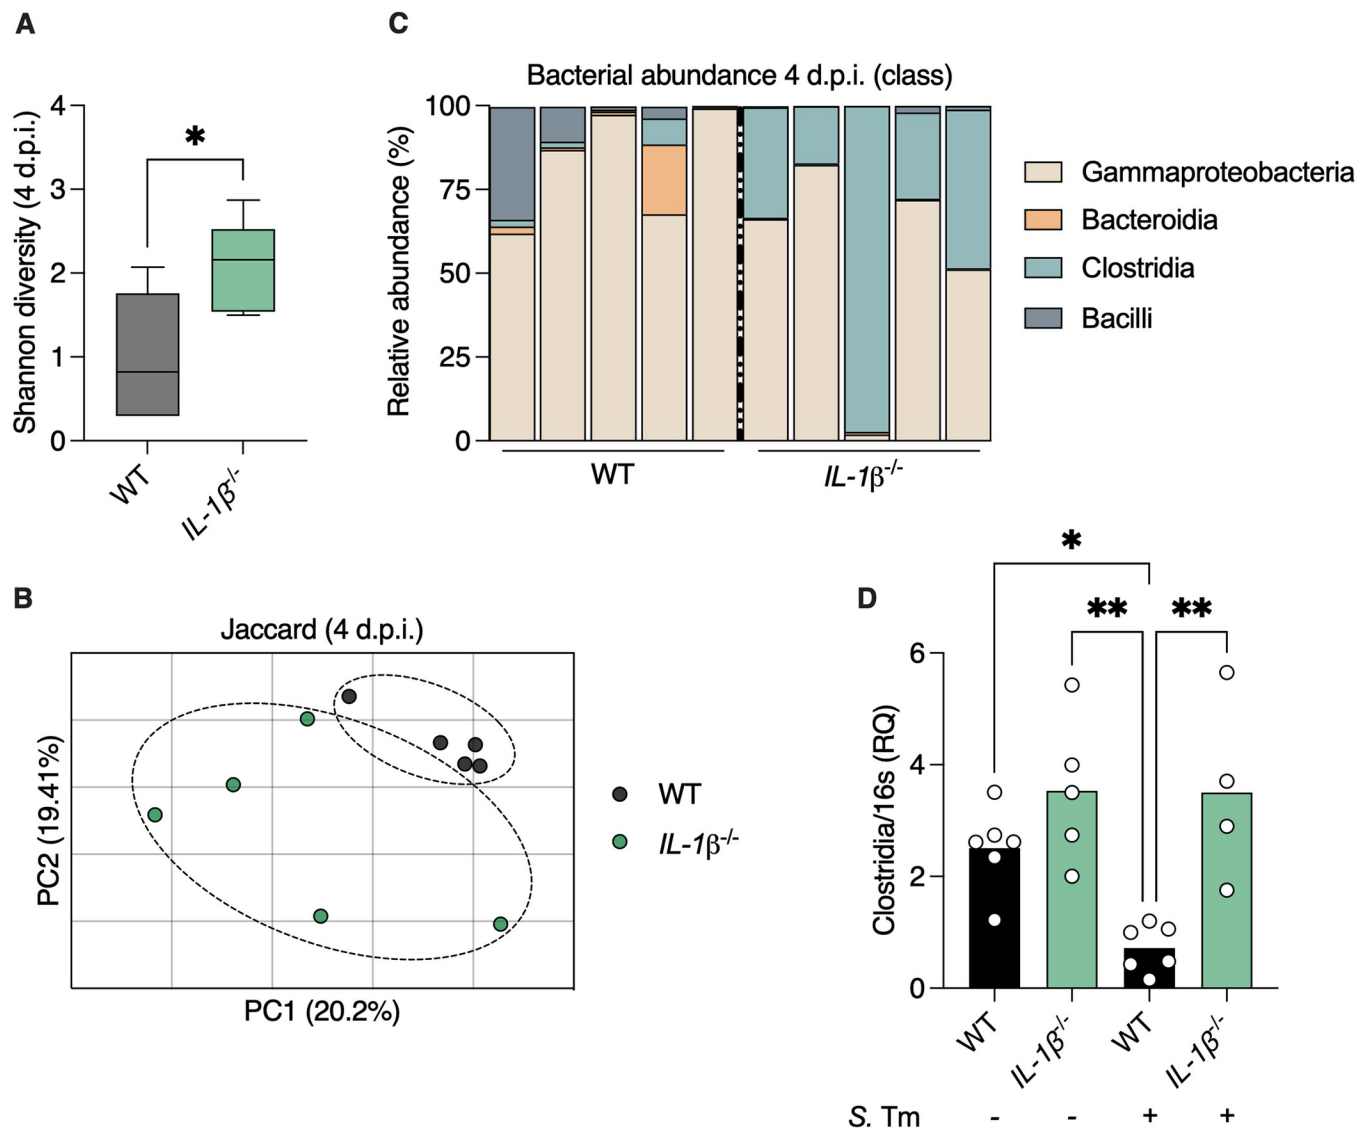 A
Shannon diversity (4 d.p.i.)
4
3
2
1
0
*
WT
IL-1β-/-
C
Bacterial abundance 4 d.p.i. (class)
Relative abundance (%)
100
75
50
25
0
WT
IL-1β-/-
Gammaproteobacteria
Bacteroidia
Clostridia
Bacilli
B
Jaccard (4 d.p.i.)
PC2 (19.41%)
PC1 (20.2%)
WT
IL-1β-/-
D
*
**
**
Clostridia/16s (RQ)
6
4
2
0
WT
IL-1β-/-
WT
IL-1β-/-
S. Tm - - + +